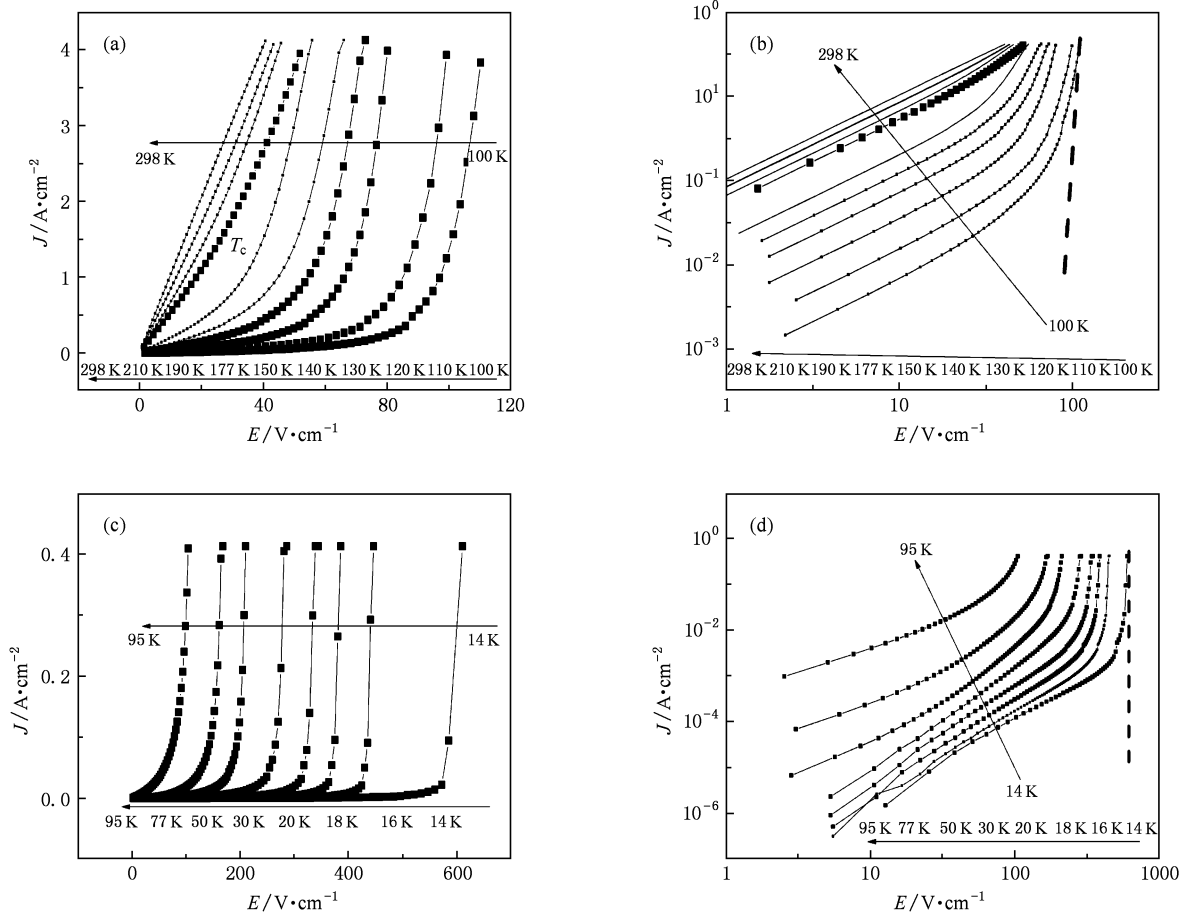 (a)
4
3
2
1
0
J / A•cm⁻²
298 K
100 K
T_c
298 K 210 K 190 K 177 K 150 K 140 K 130 K 120 K 110 K 100 K
0 40 80 120
E / V•cm⁻¹
(b)
10⁰
10¹
10⁻¹
10⁻²
10⁻³
J / A•cm⁻²
298 K
100 K
298 K 210 K 190 K 177 K 150 K 140 K 130 K 120 K 110 K 100 K
1 10 100
E / V•cm⁻¹
(c)
0.4
0.2
0.0
J / A•cm⁻²
95 K
14 K
95 K 77 K 50 K 30 K 20 K 18 K 16 K 14 K
0 200 400 600
E / V•cm⁻¹
(d)
10⁰
10⁻²
10⁻⁴
10⁻⁶
J / A•cm⁻²
95 K
14 K
95 K 77 K 50 K 30 K 20 K 18 K 16 K 14 K
1 10 100 1000
E / V•cm⁻¹